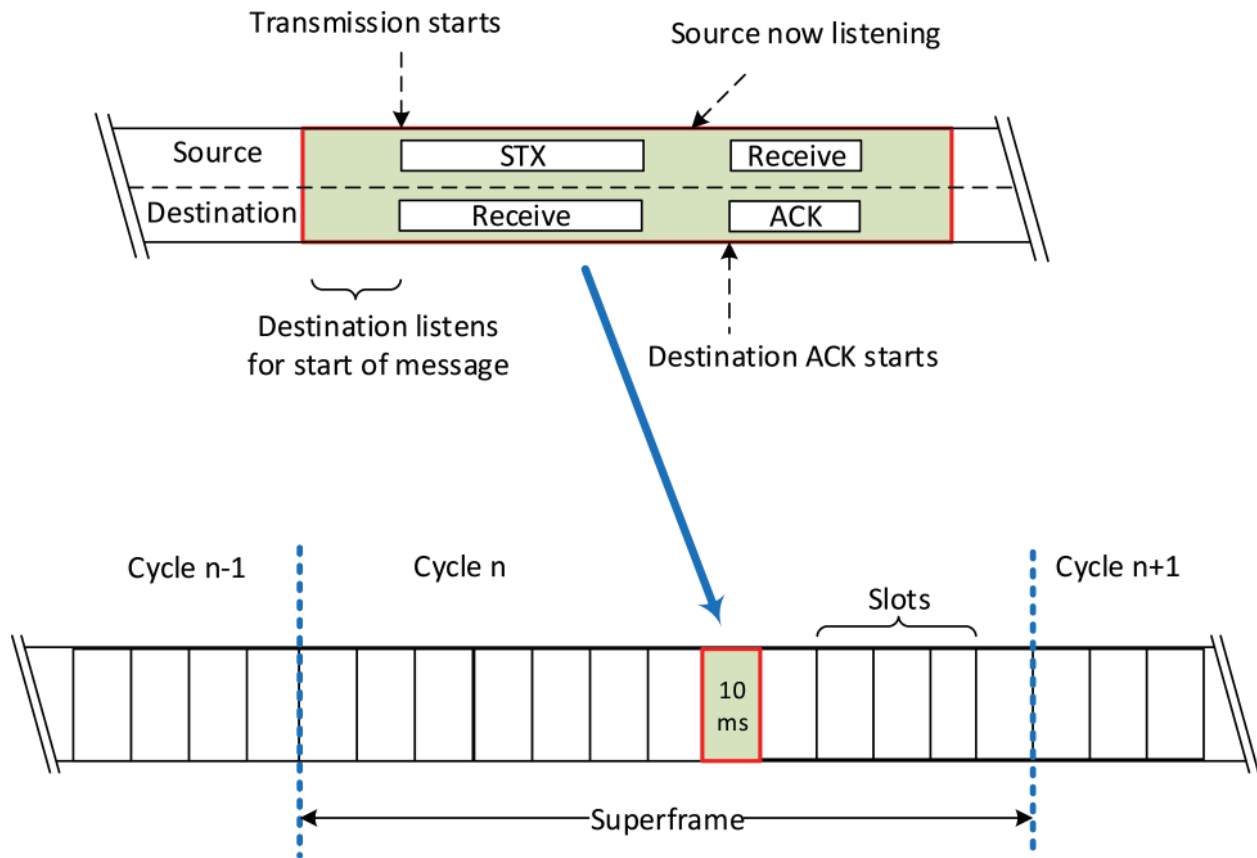 Transmission starts
Source now listening
Source
STX
Receive
Destination
Receive
ACK
Destination listens
for start of message
Destination ACK starts
Cycle n-1
Cycle n
Cycle n+1
Slots
10
ms
Superframe